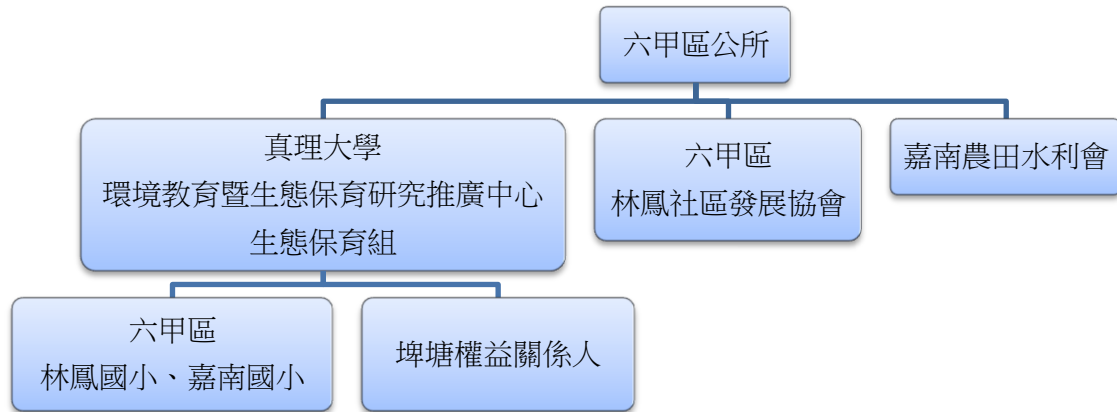 六甲區公所
真理大學
環境教育暨生態保育研究推廣中心
生態保育組
六甲區
林鳳社區發展協會
嘉南農田水利會
六甲區
林鳳國小、嘉南國小
埤塘權益關係人